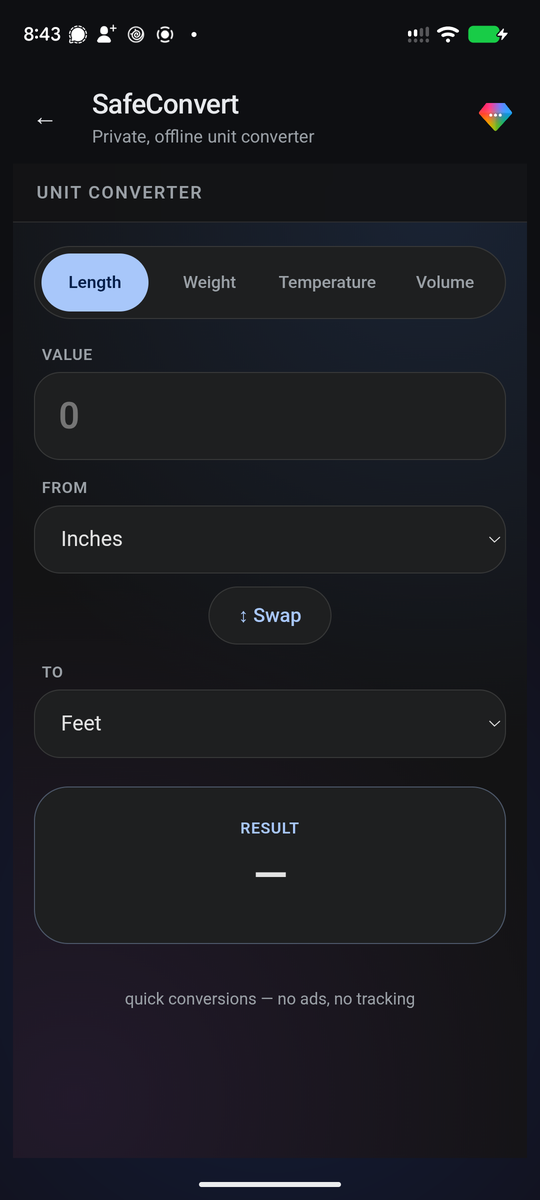 8:43
←
SafeConvert
Private, offline unit converter
UNIT CONVERTER
Length Weight Temperature Volume
VALUE
0
FROM
Inches
↕ Swap
TO
Feet
RESULT
—
quick conversions — no ads, no tracking